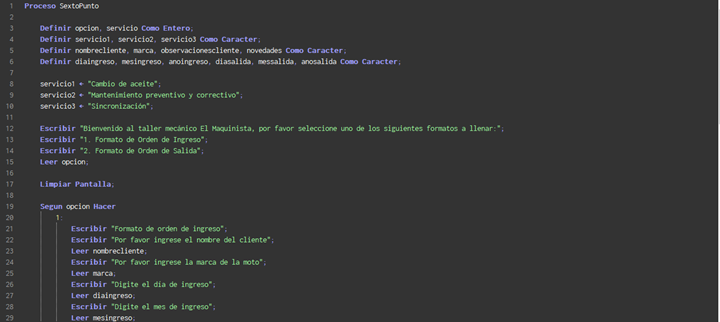 1 Proceso SextoPunto
2
3 Definir opcion, servicio Como Entero;
4 Definir servicio1, servicio2, servicio3 Como Caracter;
5 Definir nombrecliente, marca, observacionescliente, novedades Como Caracter;
6 Definir diaingreso, mesingreso, anoingreso, diasalida, messalida, anosalida Como Caracter;
7
8 servicio1 = "Cambio de aceite";
9 servicio2 = "Mantenimiento preventivo y correctivo";
10 servicio3 = "Sincronización";
11
12 Escribir "Bienvenido al taller mecánico El Maquinista, por favor seleccione uno de los siguientes formatos a llenar:";
13 Escribir "1. Formato de Orden de Ingreso";
14 Escribir "2. Formato de Orden de Salida";
15 Leer opcion;
16
17 Limpiar Pantalla;
18
19 Segun opcion Hacer
20 1:
21 Escribir "Formato de orden de ingreso";
22 Escribir "Por favor ingrese el nombre del cliente";
23 Leer nombrecliente;
24 Escribir "Por favor ingrese la marca de la moto";
25 Leer marca;
26 Escribir "Digite el día de ingreso";
27 Leer diaingreso;
28 Escribir "Digite el mes de ingreso";
29 Leer mesingreso;